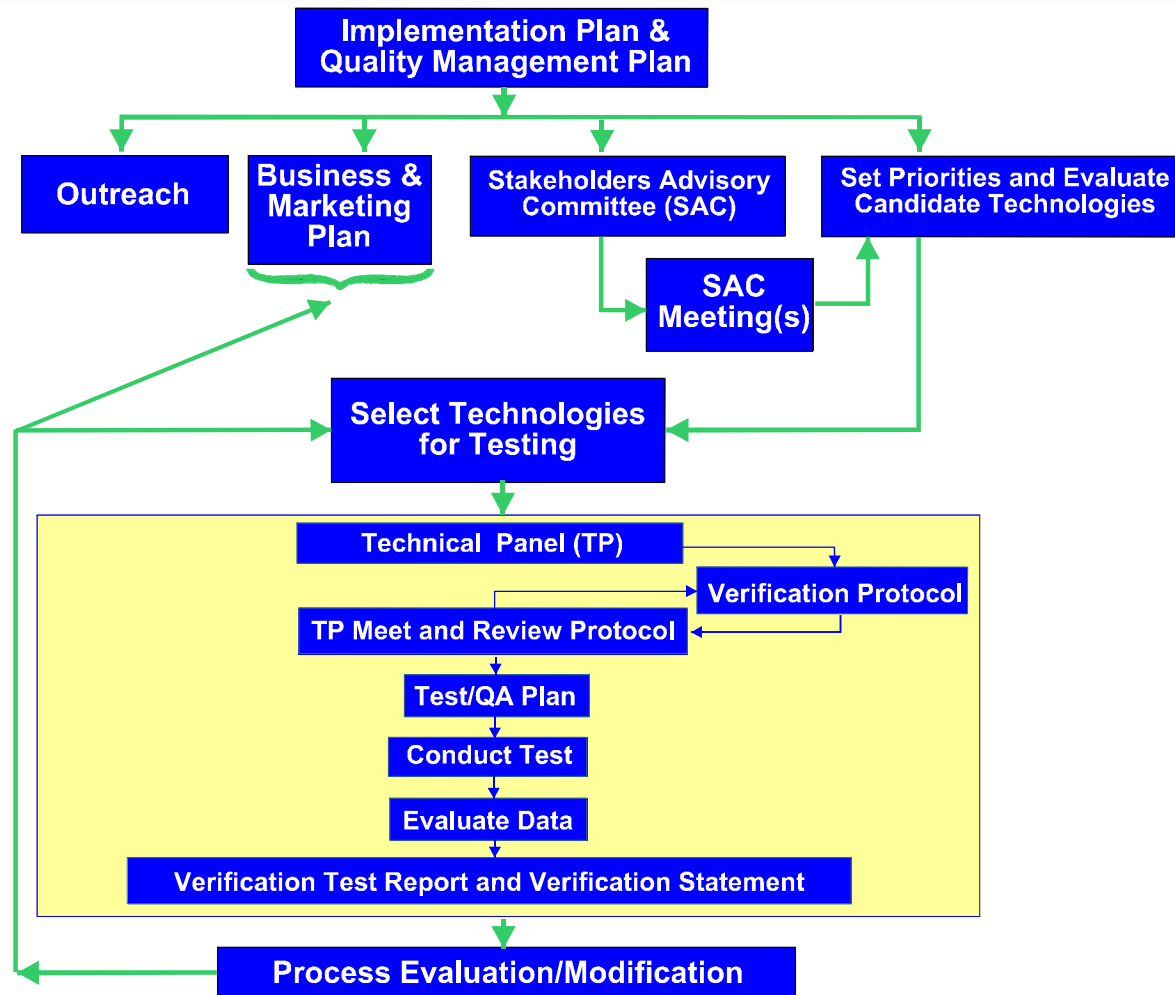 Implementation Plan &
Quality Management Plan
Outreach
Business &
Marketing
Plan
Stakeholders Advisory
Committee (SAC)
Set Priorities and Evaluate
Candidate Technologies
SAC
Meeting(s)
Select Technologies
for Testing
Technical Panel (TP)
Verification Protocol
TP Meet and Review Protocol
Test/QA Plan
Conduct Test
Evaluate Data
Verification Test Report and Verification Statement
Process Evaluation/Modification